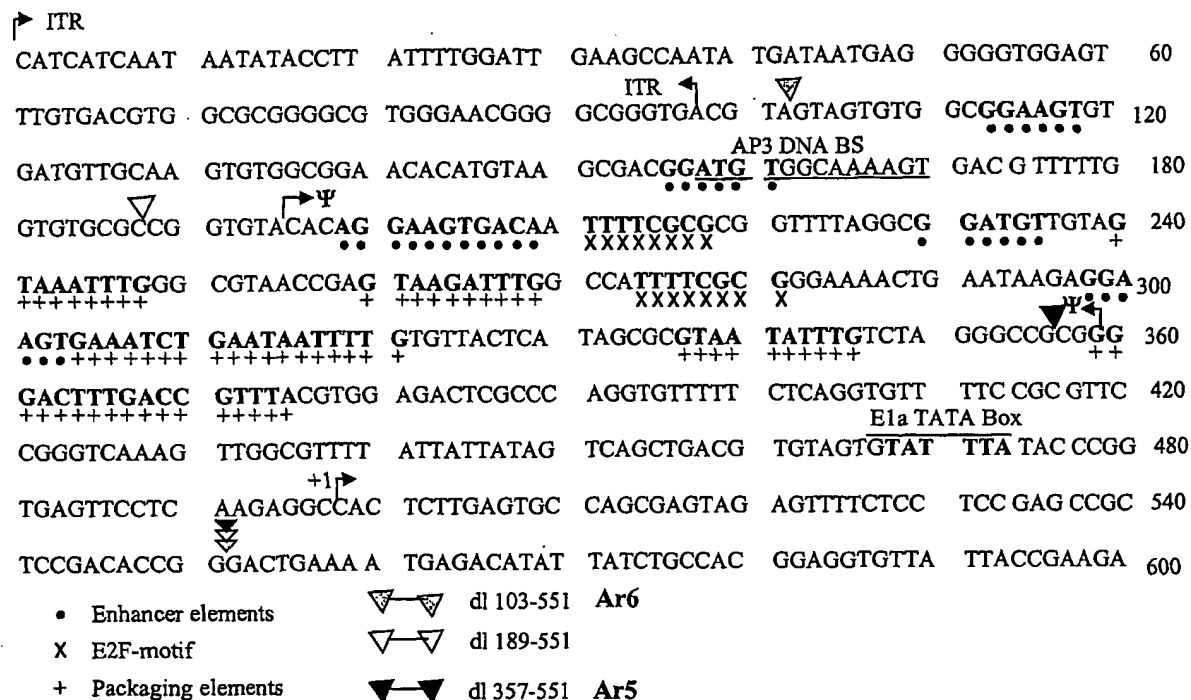 ITR
CATCATCAAT AATATACCTT ATTTTGGATT GAAGCCAATA TGATAATGAG GGGGTGGAGT 60
ITR
TTGTGACGTG GCGCGGGGCG TGGGAACGGG GCGGGTGACG TAGTAGTGTG GCGGAAGTGT 120
AP3 DNA BS
GATGTTGCAA GTGTGGCGGA ACACATGTAA GCGACGGATG TGGCAAAAGT GAC G TTTTTG 180
Ψ
GTGTGCGCCG GTGTACACAG GAAGTGACAA TTTTCGCGCG GTTTTAGGCG GATGTTGTAG 240
XXXXXXXX +
TAAATTTGGG CGTAACCGAG TAAGATTTGG CCATTTTCGC GGGAAAACTG AATAAGAGGA 300
++++++++ + +++++++++ XXXXXXX X
Ψ
AGTGAAATCT GAATAATTTT GTGTTACTCA TAGCGCGTAA TATTTGTCTA GGGCCGCGGG 360
+++++++ ++++++++++ + ++++ ++++++ ++
GACTTTGACC GTTTACGTGG AGACTCGCCC AGGTGTTTTT CTCAGGTGTT TTC CGC GTTC 420
++++++++++ +++++
E1a TATA Box
CGGGTCAAAG TTGGCGTTTT ATTATTATAG TCAGCTGACG TGTAGTGTAT TTA TAC CCGG 480
+1
TGAGTTCCTC AAGAGGCCAC TCTTGAGTGC CAGCGAGTAG AGTTTTCTCC TCC GAG CCGC 540
TCCGACACCG GGACTGAAA A TGAGACATAT TATCTGCCAC GGAGGTGTTA TTACCGAAGA 600
• Enhancer elements dl 103-551 Ar6
X E2F-motif dl 189-551
+ Packaging elements dl 357-551 Ar5